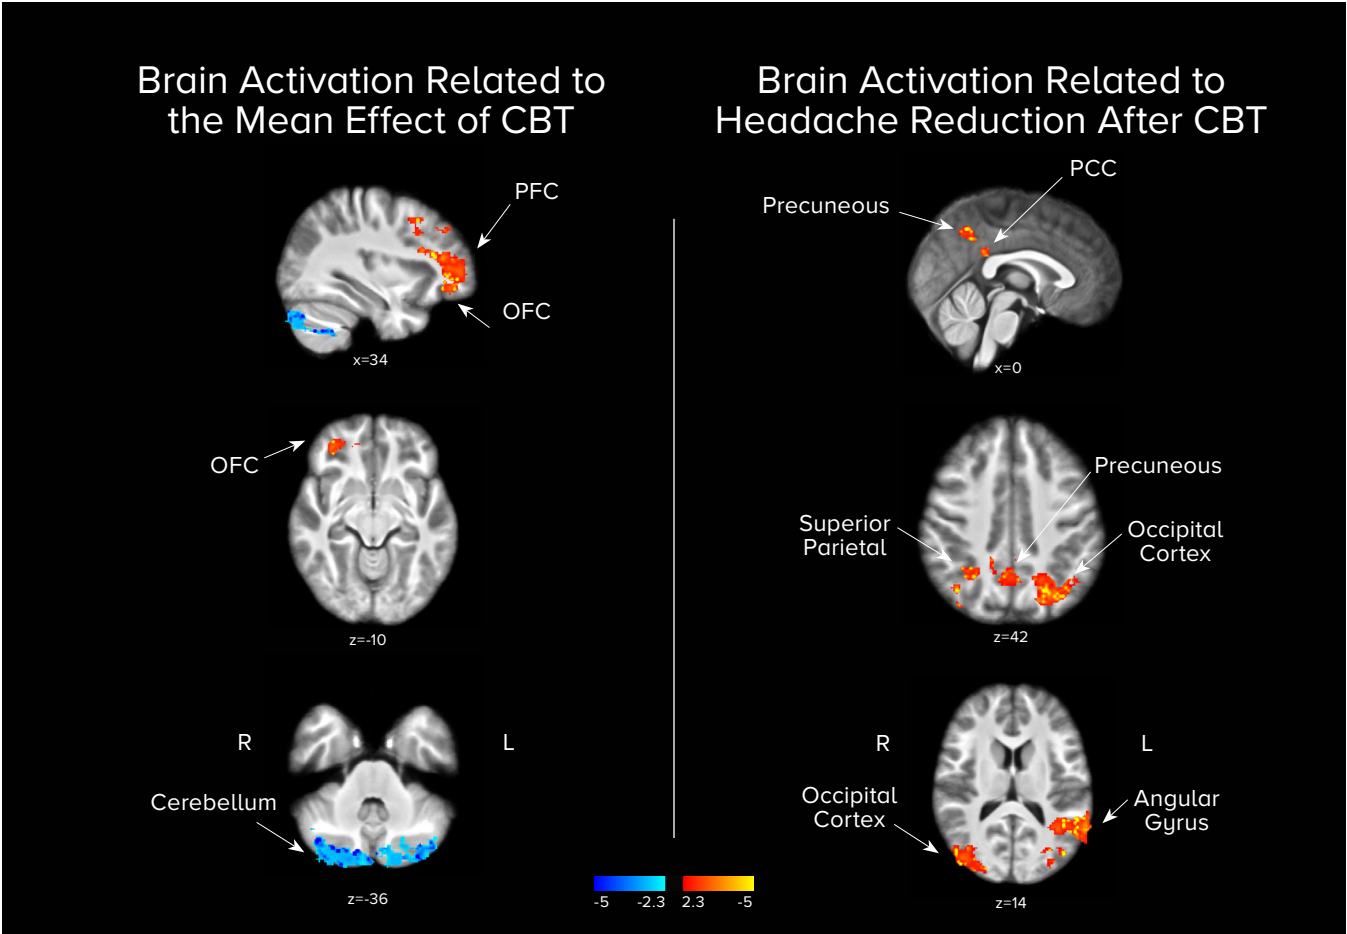 Brain Activation Related to
the Mean Effect of CBT
PFC
OFC
x=34
OFC
z=-10
R
L
Cerebellum
z=-36
Brain Activation Related to
Headache Reduction After CBT
PCC
Precuneous
x=0
Precuneous
Superior
Parietal
Occipital
Cortex
z=42
R
L
Occipital
Cortex
Angular
Gyrus
z=14
-5 -2.3 2.3 -5